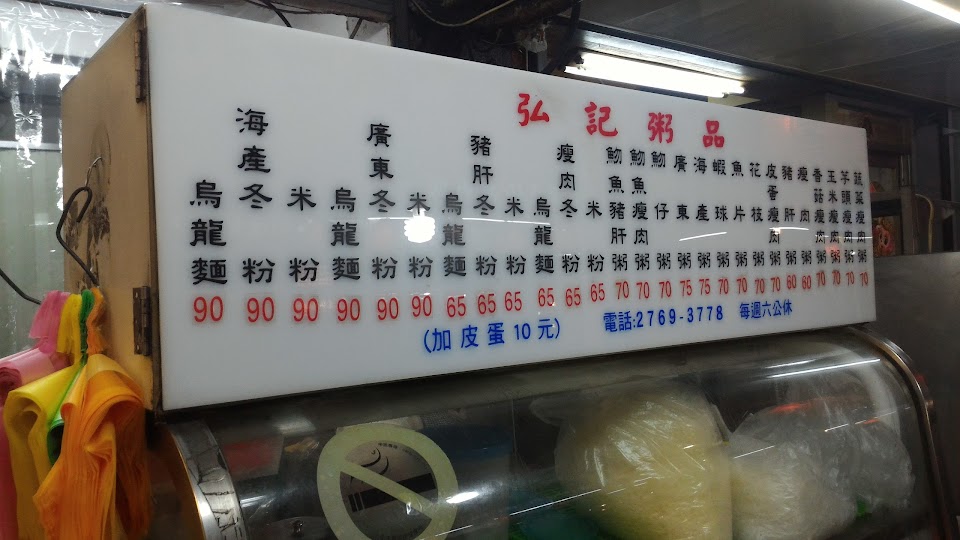 弘記粥品
海產
烏龍麵 90
冬粉 90
米粉 90
廣東
烏龍麵 90
冬粉 90
米粉 90
豬肝
烏龍麵 65
冬粉 65
米粉 65
瘦肉
烏龍麵 65
冬粉 65
米粉 65
魩魚豬肝粥 70
魩魚瘦肉粥 70
魩仔粥 70
廣東粥 75
海產粥 75
蝦球粥 70
魚片粥 70
花枝粥 70
皮蛋瘦肉粥 70
豬肝粥 60
瘦肉粥 60
香菇瘦肉粥 70
玉米瘦肉粥 70
芋頭瘦肉粥 70
蔬菜瘦肉粥 70
(加皮蛋10元)
電話:2769-3778 每週六公休